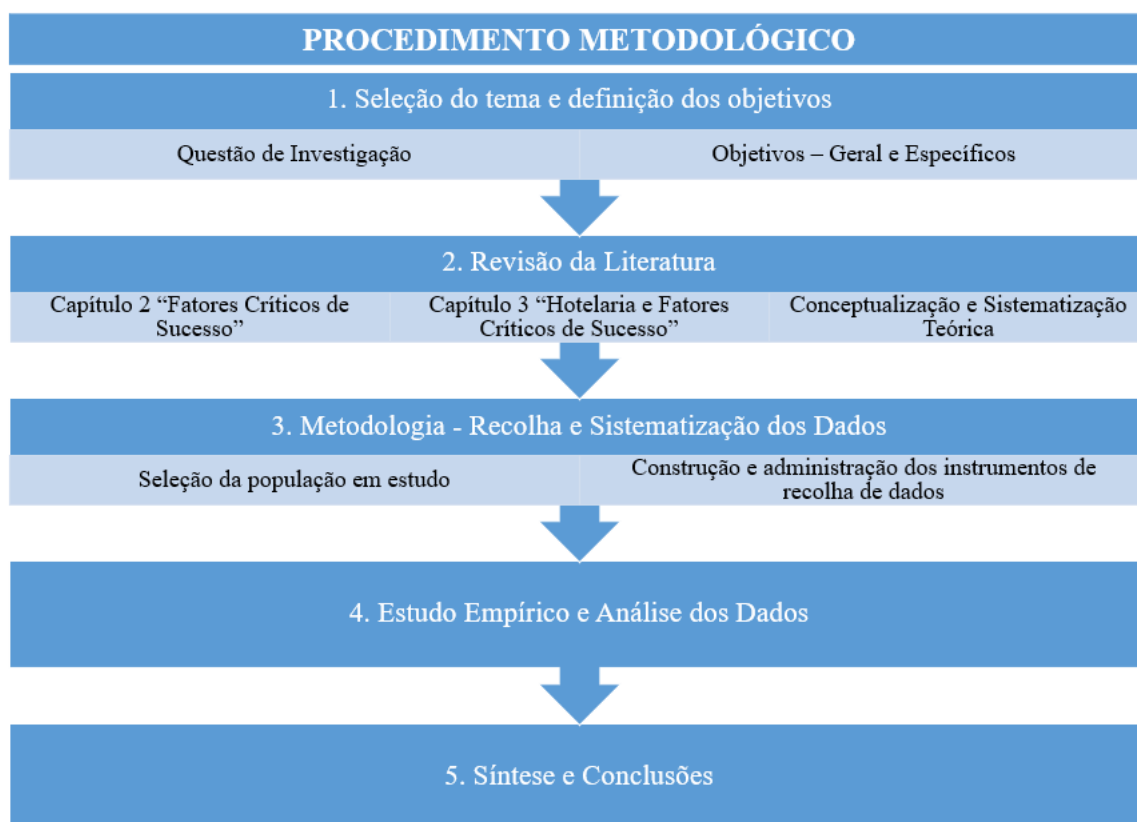 PROCEDIMENTO METODOLÓGICO
1. Seleção do tema e definição dos objetivos
Questão de Investigação
Objetivos – Geral e Específicos
2. Revisão da Literatura
Capítulo 2 “Fatores Críticos de
Sucesso”
Capítulo 3 “Hotelaria e Fatores
Críticos de Sucesso”
Conceptualização e Sistematização
Teórica
3. Metodologia - Recolha e Sistematização dos Dados
Seleção da população em estudo
Construção e administração dos instrumentos de
recolha de dados
4. Estudo Empírico e Análise dos Dados
5. Síntese e Conclusões